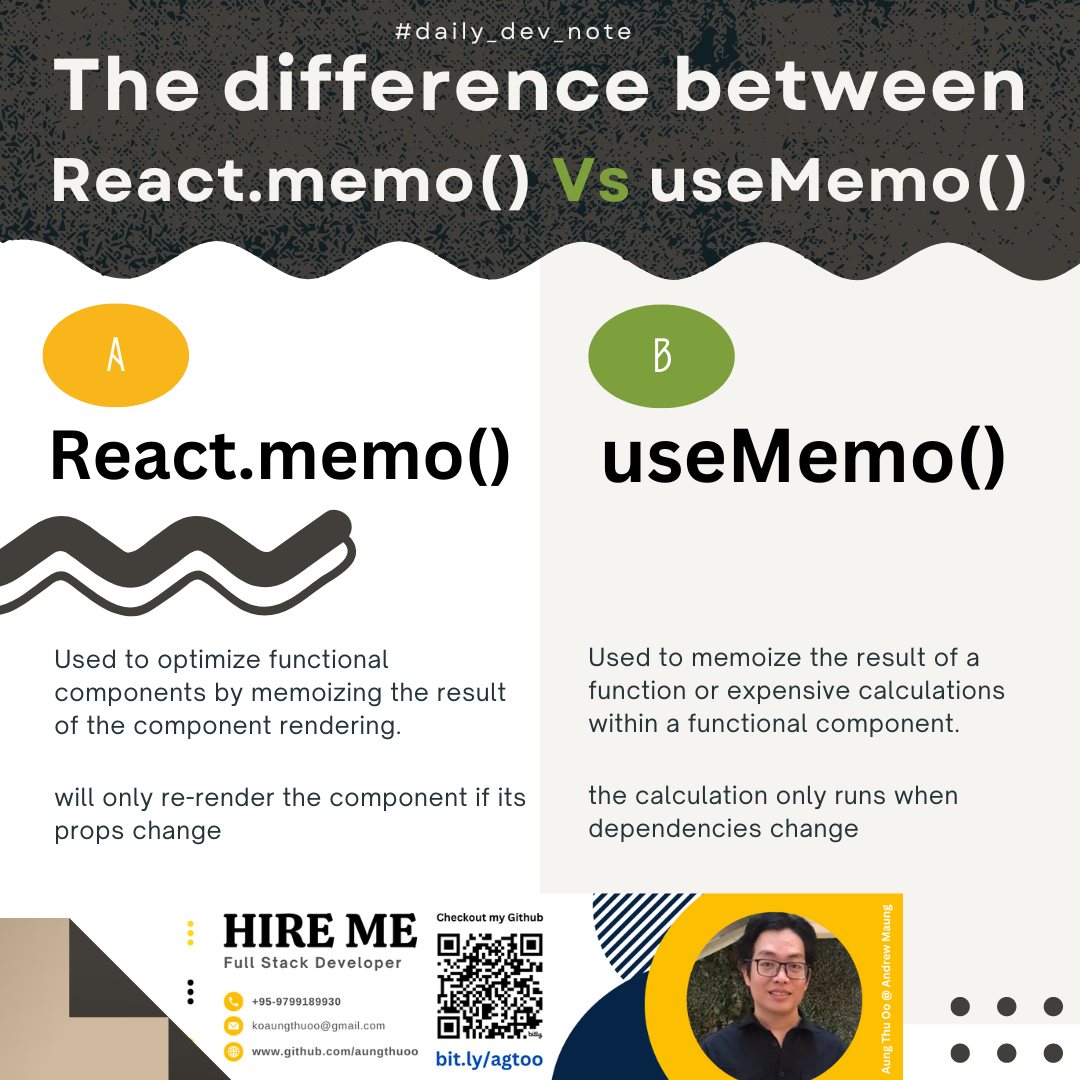 #daily_dev_note
The difference between
React.memo() Vs useMemo()
A
React.memo()
Used to optimize functional
components by memoizing the result
of the component rendering.
will only re-render the component if its
props change
B
useMemo()
Used to memoize the result of a
function or expensive calculations
within a functional component.
the calculation only runs when
dependencies change
HIRE ME
Full Stack Developer
+95-9799189930
koaungthuoo@gmail.com
www.github.com/aungthuoo
Checkout my Github
bitly
bit.ly/agtoo
Aung Thu Oo @ Andrew Maung